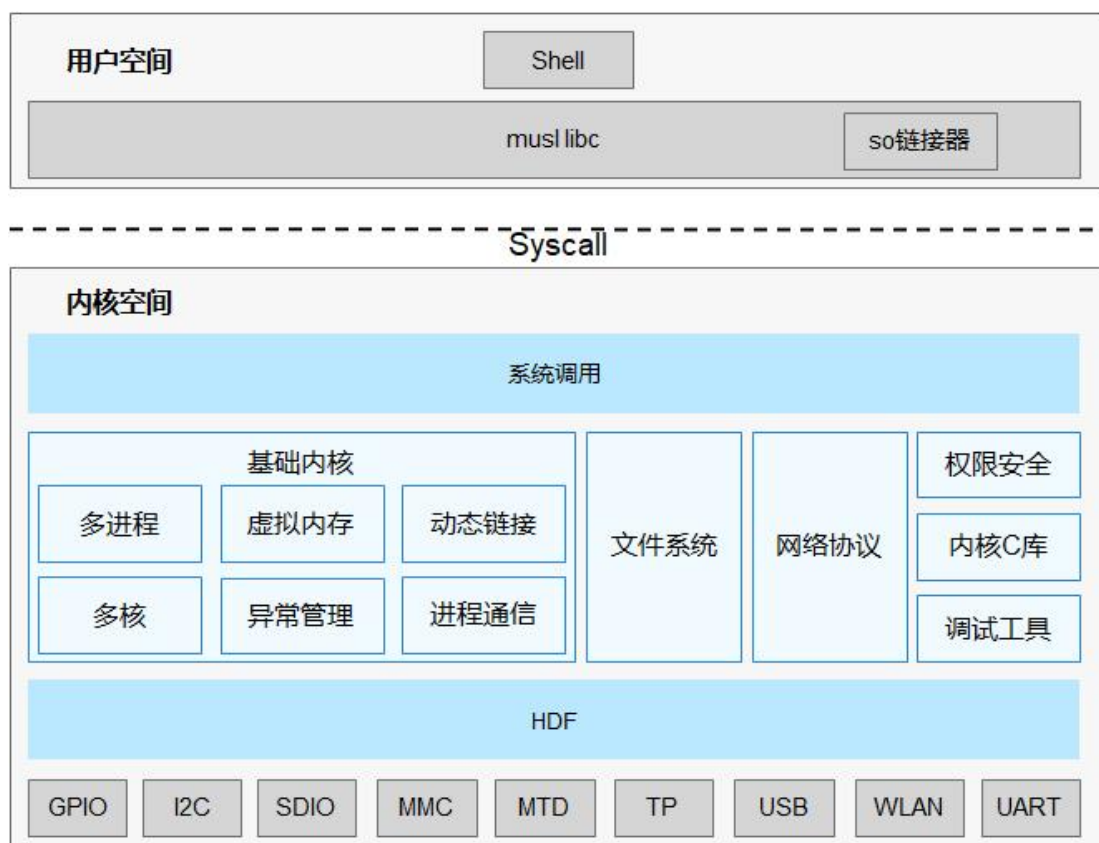 用户空间
Shell
musl libc
so链接器
Syscall
内核空间
系统调用
基础内核
多进程
虚拟内存
动态链接
多核
异常管理
进程通信
文件系统
网络协议
权限安全
内核C库
调试工具
HDF
GPIO
I2C
SDIO
MMC
MTD
TP
USB
WLAN
UART